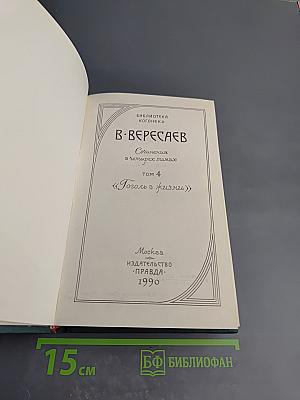 БИБЛИОТЕКА
«ОГОНЕК»
В·ВЕРЕСАЕВ
Сочинения
в четырех томах
ТОМ 4
«Гоголь в жизни»
Москва
ИЗДАТЕЛЬСТВО
«ПРАВДА»
1990
15 см
БФ БИБЛИОФАН